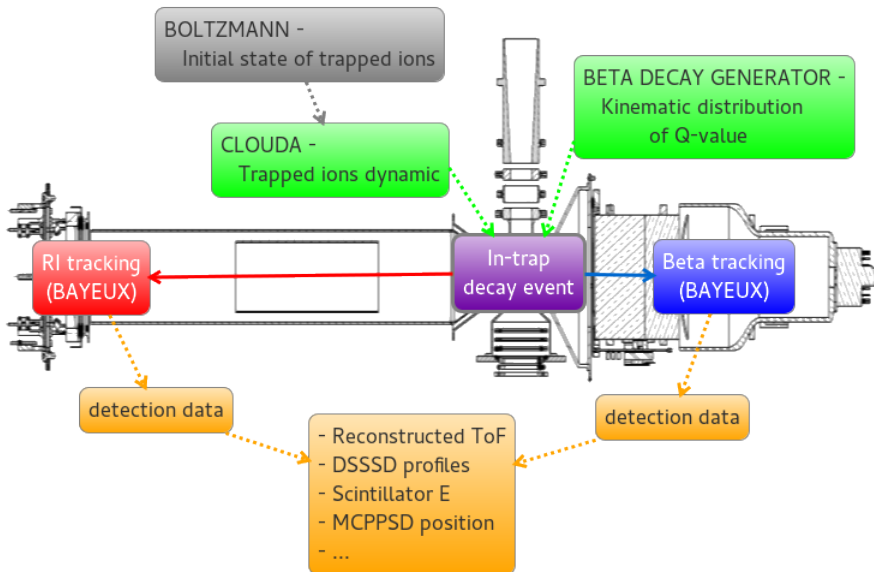 BOLTZMANN -
Initial state of trapped ions
BETA DECAY GENERATOR -
Kinematic distribution
of Q-value
CLOUDA -
Trapped ions dynamic
RI tracking
(BAYEUX)
In-trap
decay event
Beta tracking
(BAYEUX)
detection data
detection data
- Reconstructed ToF
- DSSSD profiles
- Scintillator E
- MCPPSD position
- ...